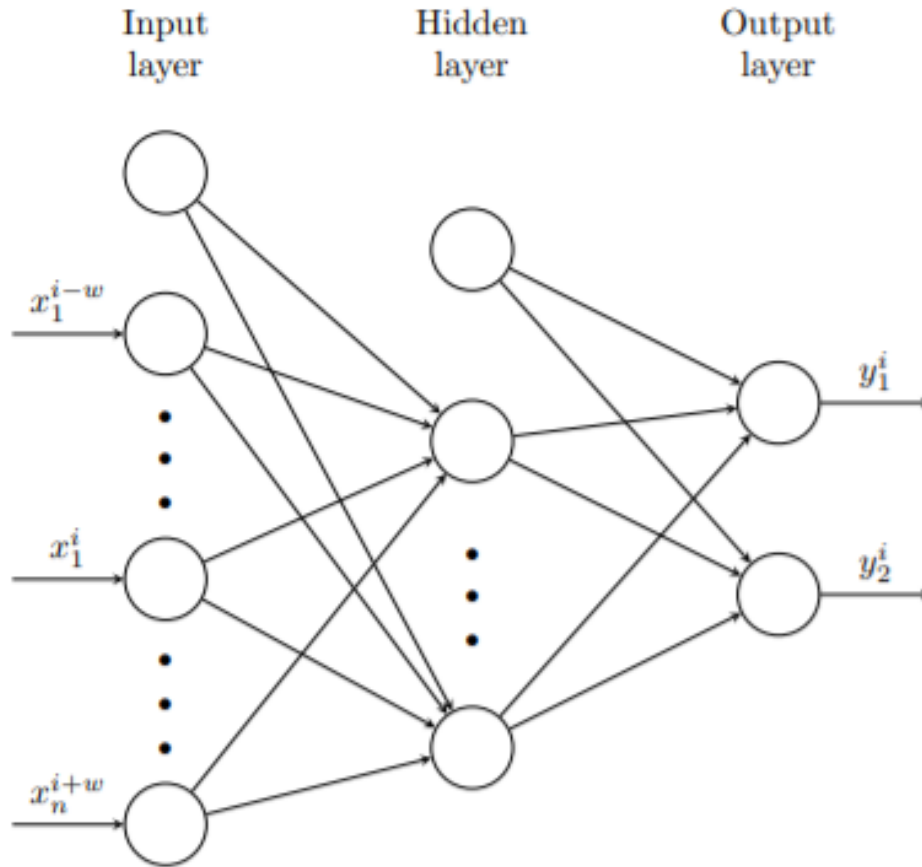 Input layer
Hidden layer
Output layer
x_1^{i-w}
y_1^i
x_1^i
y_2^i
x_n^{i+w}